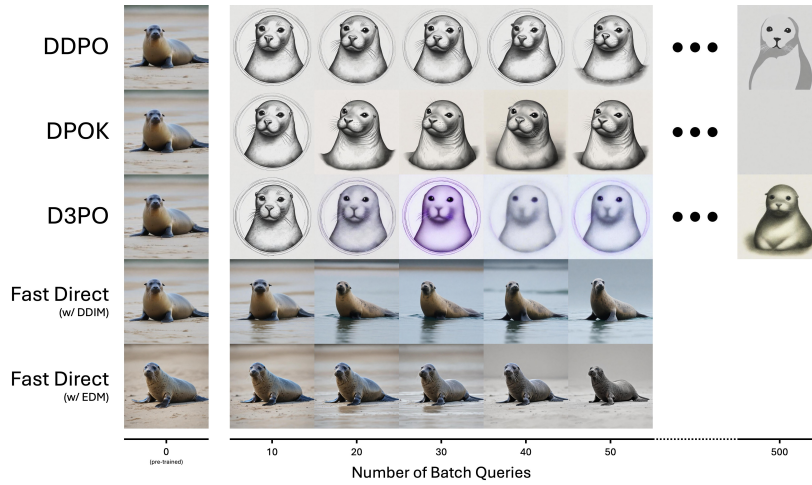 DDPO
DPOK
D3PO
Fast Direct
(w/ DDIM)
Fast Direct
(w/ EDM)
0
(pre-trained)
10
20
30
40
50
500
Number of Batch Queries